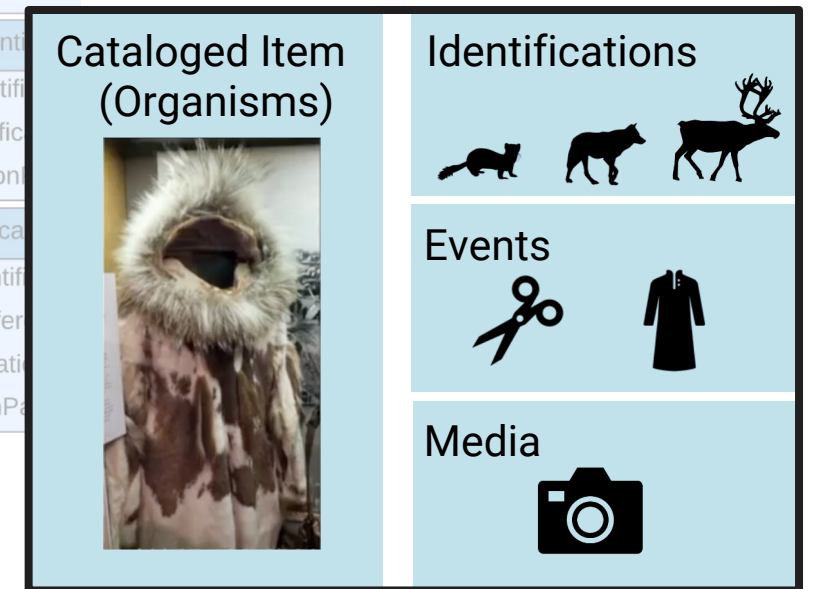 Cataloged Item
(Organisms)
Identifications
Events
Media